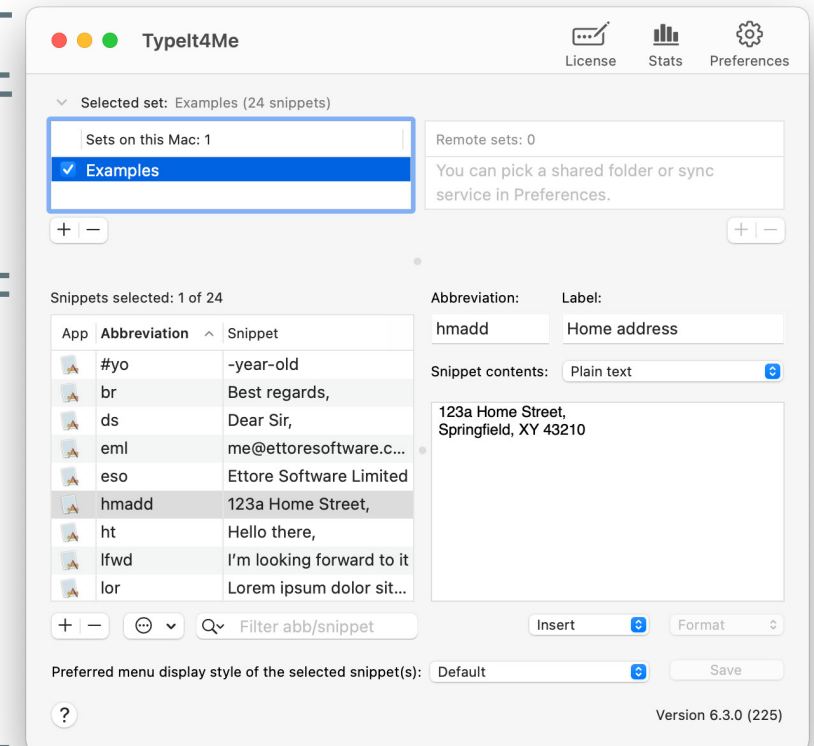 TypeIt4Me
License Stats Preferences
Selected set: Examples (24 snippets)
Sets on this Mac: 1
Examples
Remote sets: 0
You can pick a shared folder or sync
service in Preferences.
+ −
+ −
Snippets selected: 1 of 24
App Abbreviation Snippet
#yo -year-old
br Best regards,
ds Dear Sir,
eml me@ettoresoftware.c...
eso Ettore Software Limited
hmadd 123a Home Street,
ht Hello there,
lfwd I’m looking forward to it
lor Lorem ipsum dolor sit...
Abbreviation: Label:
hmadd Home address
Snippet contents: Plain text
123a Home Street,
Springfield, XY 43210
+ − Filter abb/snippet
Insert Format
Preferred menu display style of the selected snippet(s): Default Save
? Version 6.3.0 (225)